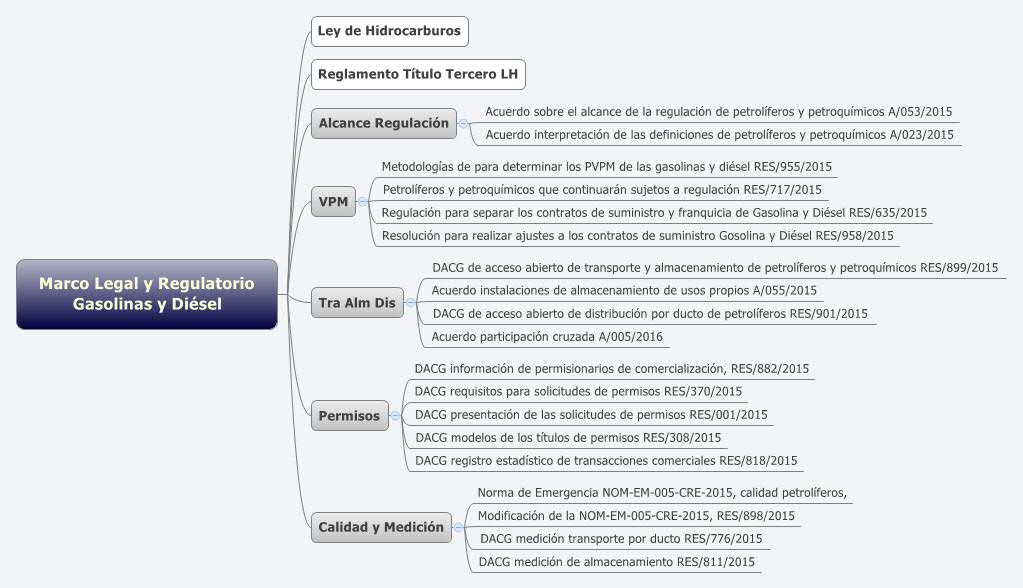 Marco Legal y Regulatorio
Gasolinas y Diésel
Ley de Hidrocarburos
Reglamento Título Tercero LH
Alcance Regulación
Acuerdo sobre el alcance de la regulación de petrolíferos y petroquímicos A/053/2015
Acuerdo interpretación de las definiciones de petrolíferos y petroquímicos A/023/2015
VPM
Metodologías de para determinar los PVPM de las gasolinas y diésel RES/955/2015
Petrolíferos y petroquímicos que continuarán sujetos a regulación RES/717/2015
Regulación para separar los contratos de suministro y franquicia de Gasolina y Diésel RES/635/2015
Resolución para realizar ajustes a los contratos de suministro Gosolina y Diésel RES/958/2015
Tra Alm Dis
DACG de acceso abierto de transporte y almacenamiento de petrolíferos y petroquímicos RES/899/2015
Acuerdo instalaciones de almacenamiento de usos propios A/055/2015
DACG de acceso abierto de distribución por ducto de petrolíferos RES/901/2015
Acuerdo participación cruzada A/005/2016
Permisos
DACG información de permisionarios de comercialización, RES/882/2015
DACG requisitos para solicitudes de permisos RES/370/2015
DACG presentación de las solicitudes de permisos RES/001/2015
DACG modelos de los títulos de permisos RES/308/2015
DACG registro estadístico de transacciones comerciales RES/818/2015
Calidad y Medición
Norma de Emergencia NOM-EM-005-CRE-2015, calidad petrolíferos,
Modificación de la NOM-EM-005-CRE-2015, RES/898/2015
DACG medición transporte por ducto RES/776/2015
DACG medición de almacenamiento RES/811/2015